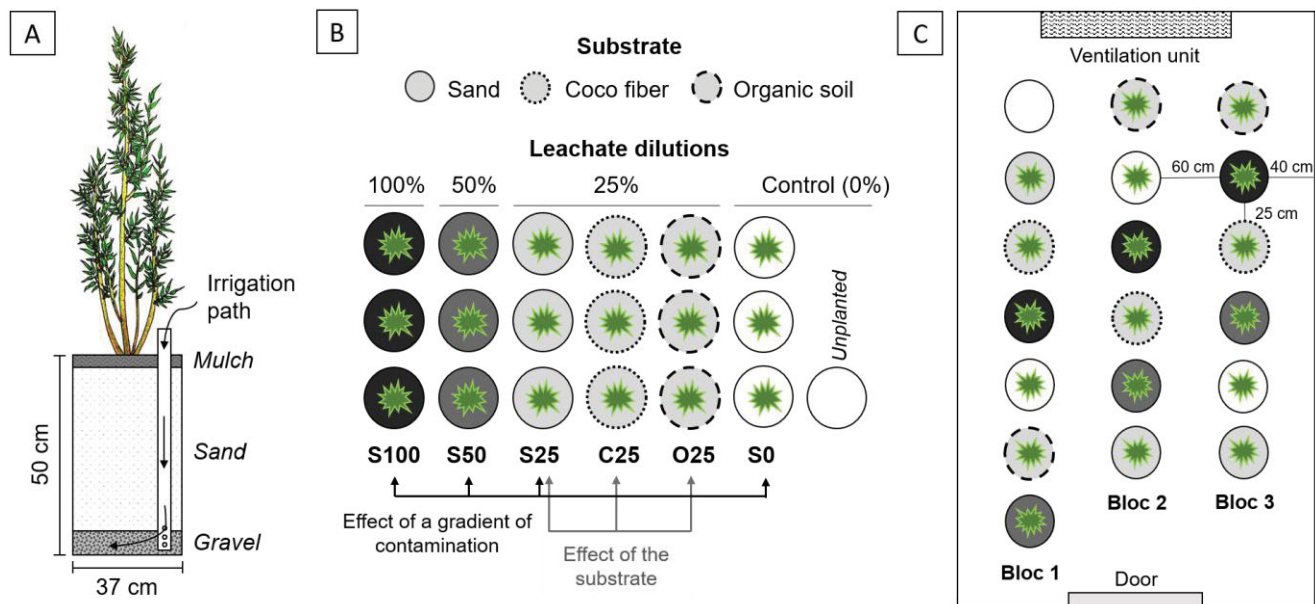 A
Irrigation
path
Mulch
Sand
Gravel
50 cm
37 cm
B
Substrate
Sand
Coco fiber
Organic soil
Leachate dilutions
100%
50%
25%
Control (0%)
Unplanted
S100
S50
S25
C25
O25
S0
Effect of a gradient of
contamination
Effect of the
substrate
C
Ventilation unit
60 cm
40 cm
25 cm
Bloc 2
Bloc 3
Bloc 1
Door